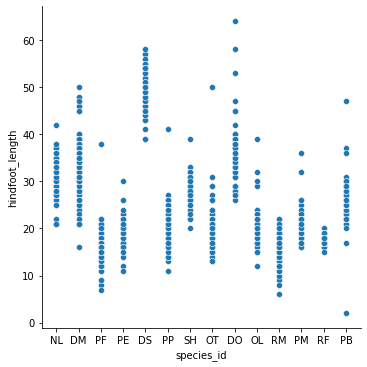 hindfoot_length
60
50
40
30
20
10
0
NL DM PF PE DS PP SH OT DO OL RM PM RF PB
species_id